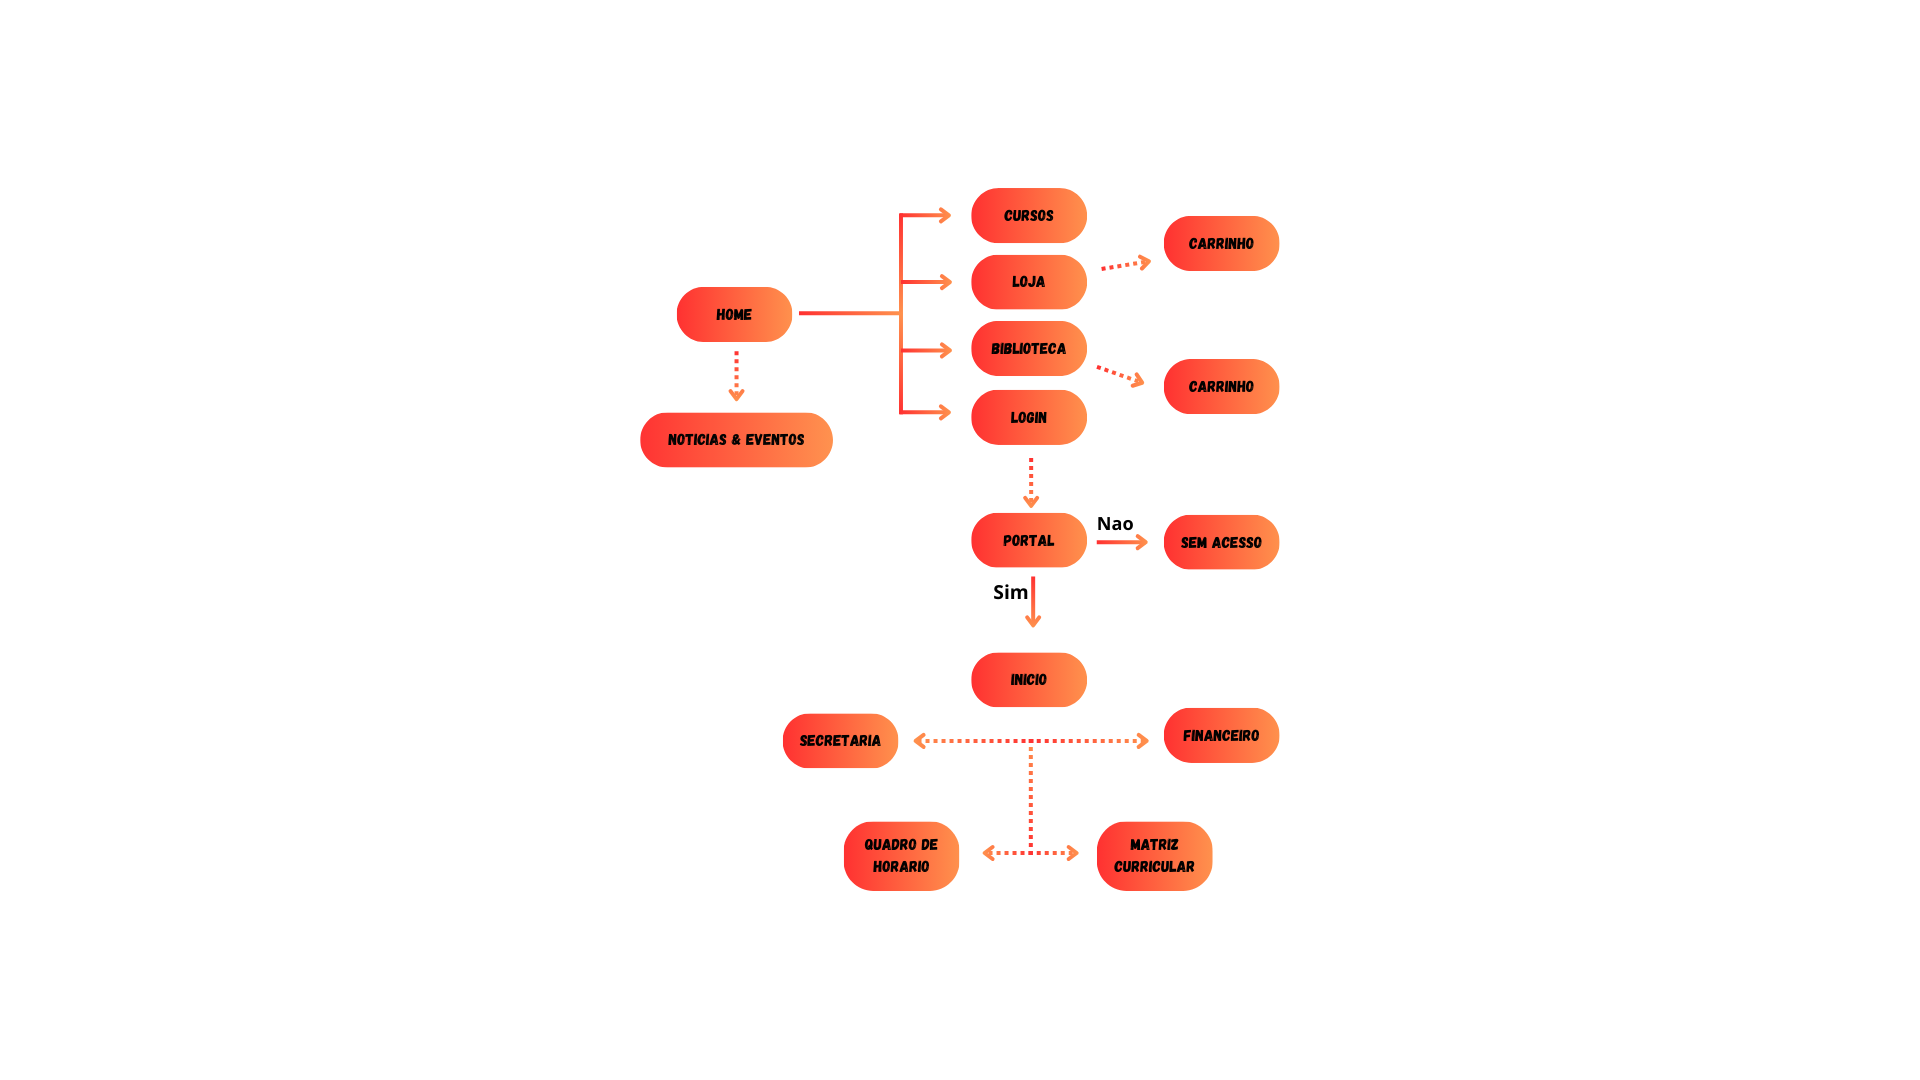 CURSOS
CARRINHO
LOJA
HOME
BIBLIOTECA
CARRINHO
LOGIN
NOTICIAS & EVENTOS
Nao
PORTAL
SEM ACESSO
Sim
INICIO
SECRETARIA
FINANCEIRO
QUADRO DE
HORARIO
MATRIZ
CURRICULAR